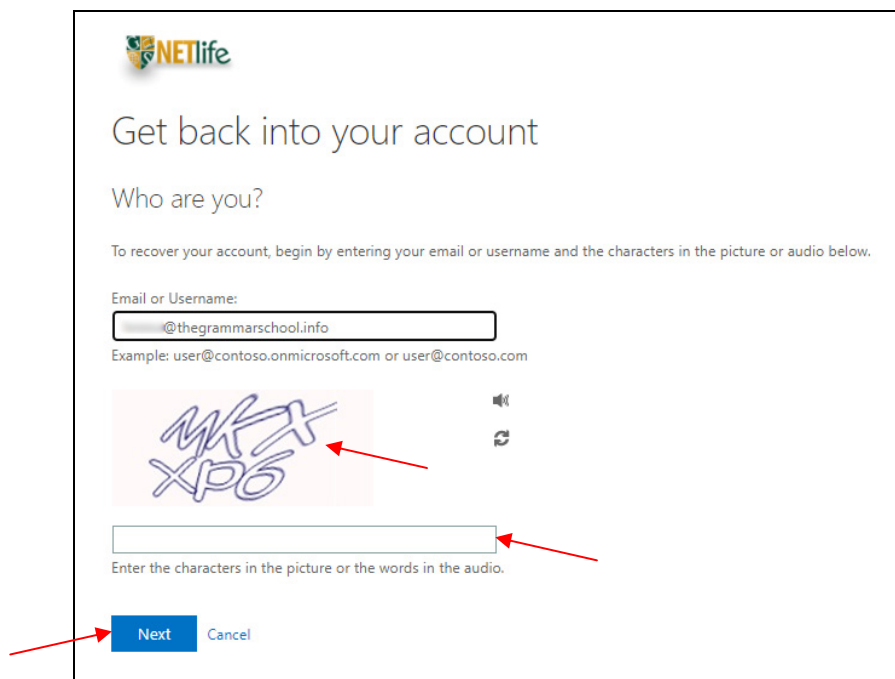 NETlife
Get back into your account
Who are you?
To recover your account, begin by entering your email or username and the characters in the picture or audio below.
Email or Username:
@thegrammarschool.info
Example: user@contoso.onmicrosoft.com or user@contoso.com
MKX
XP6
Enter the characters in the picture or the words in the audio.
Next Cancel